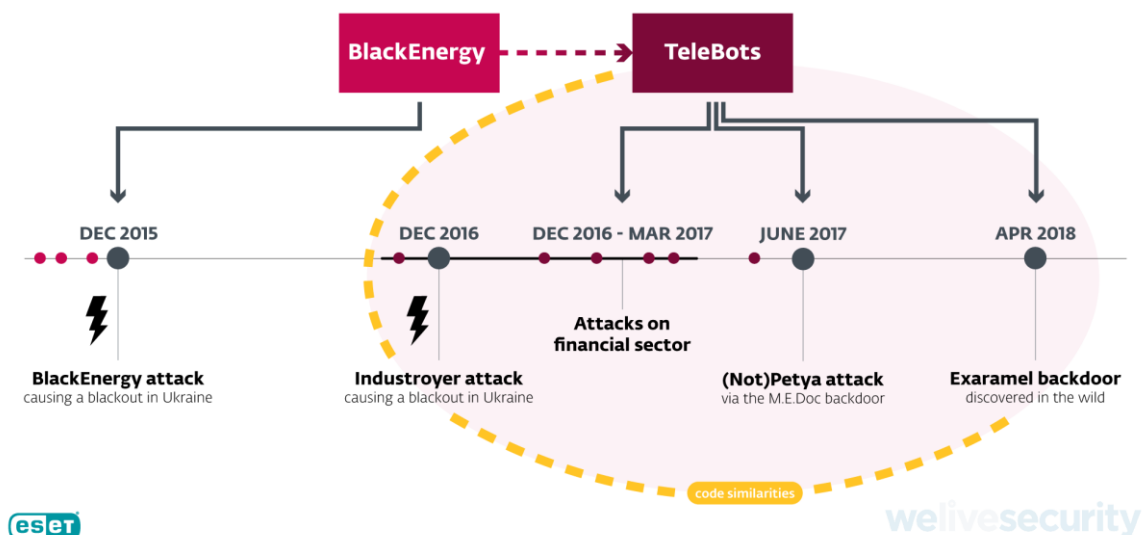 BlackEnergy
TeleBots
DEC 2015
DEC 2016
DEC 2016 - MAR 2017
JUNE 2017
APR 2018
Attacks on
financial sector
BlackEnergy attack
causing a blackout in Ukraine
Industroyer attack
causing a blackout in Ukraine
(Not)Petya attack
via the M.E.Doc backdoor
Exaramel backdoor
discovered in the wild
code similarities
eset
welivesecurity